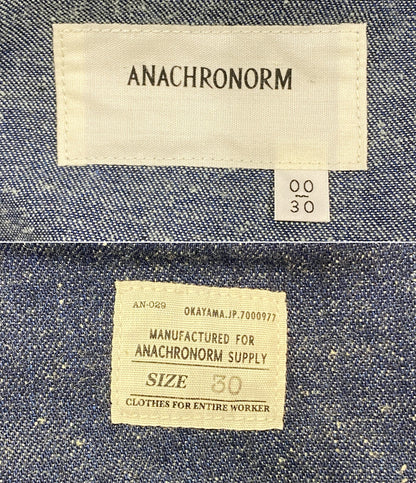 ANACHRONORM
00
30
AN-029
OKAYAMA.JP.7000977
MANUFACTURED FOR
ANACHRONORM SUPPLY
SIZE 30
CLOTHES FOR ENTIRE WORKER